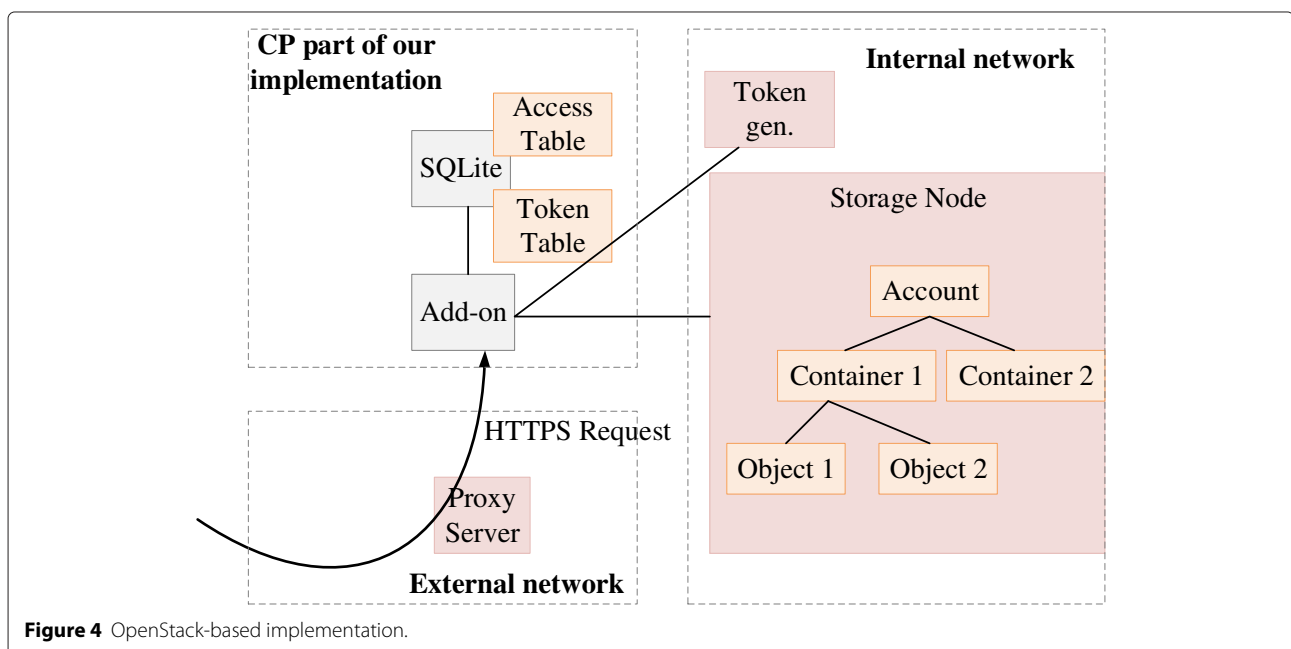 CP part of our
implementation
Access
Table
SQLite
Token
Table
Add-on
HTTPS Request
Proxy
Server
External network
Internal network
Token
gen.
Storage Node
Account
Container 1
Container 2
Object 1
Object 2
Figure 4 OpenStack-based implementation.